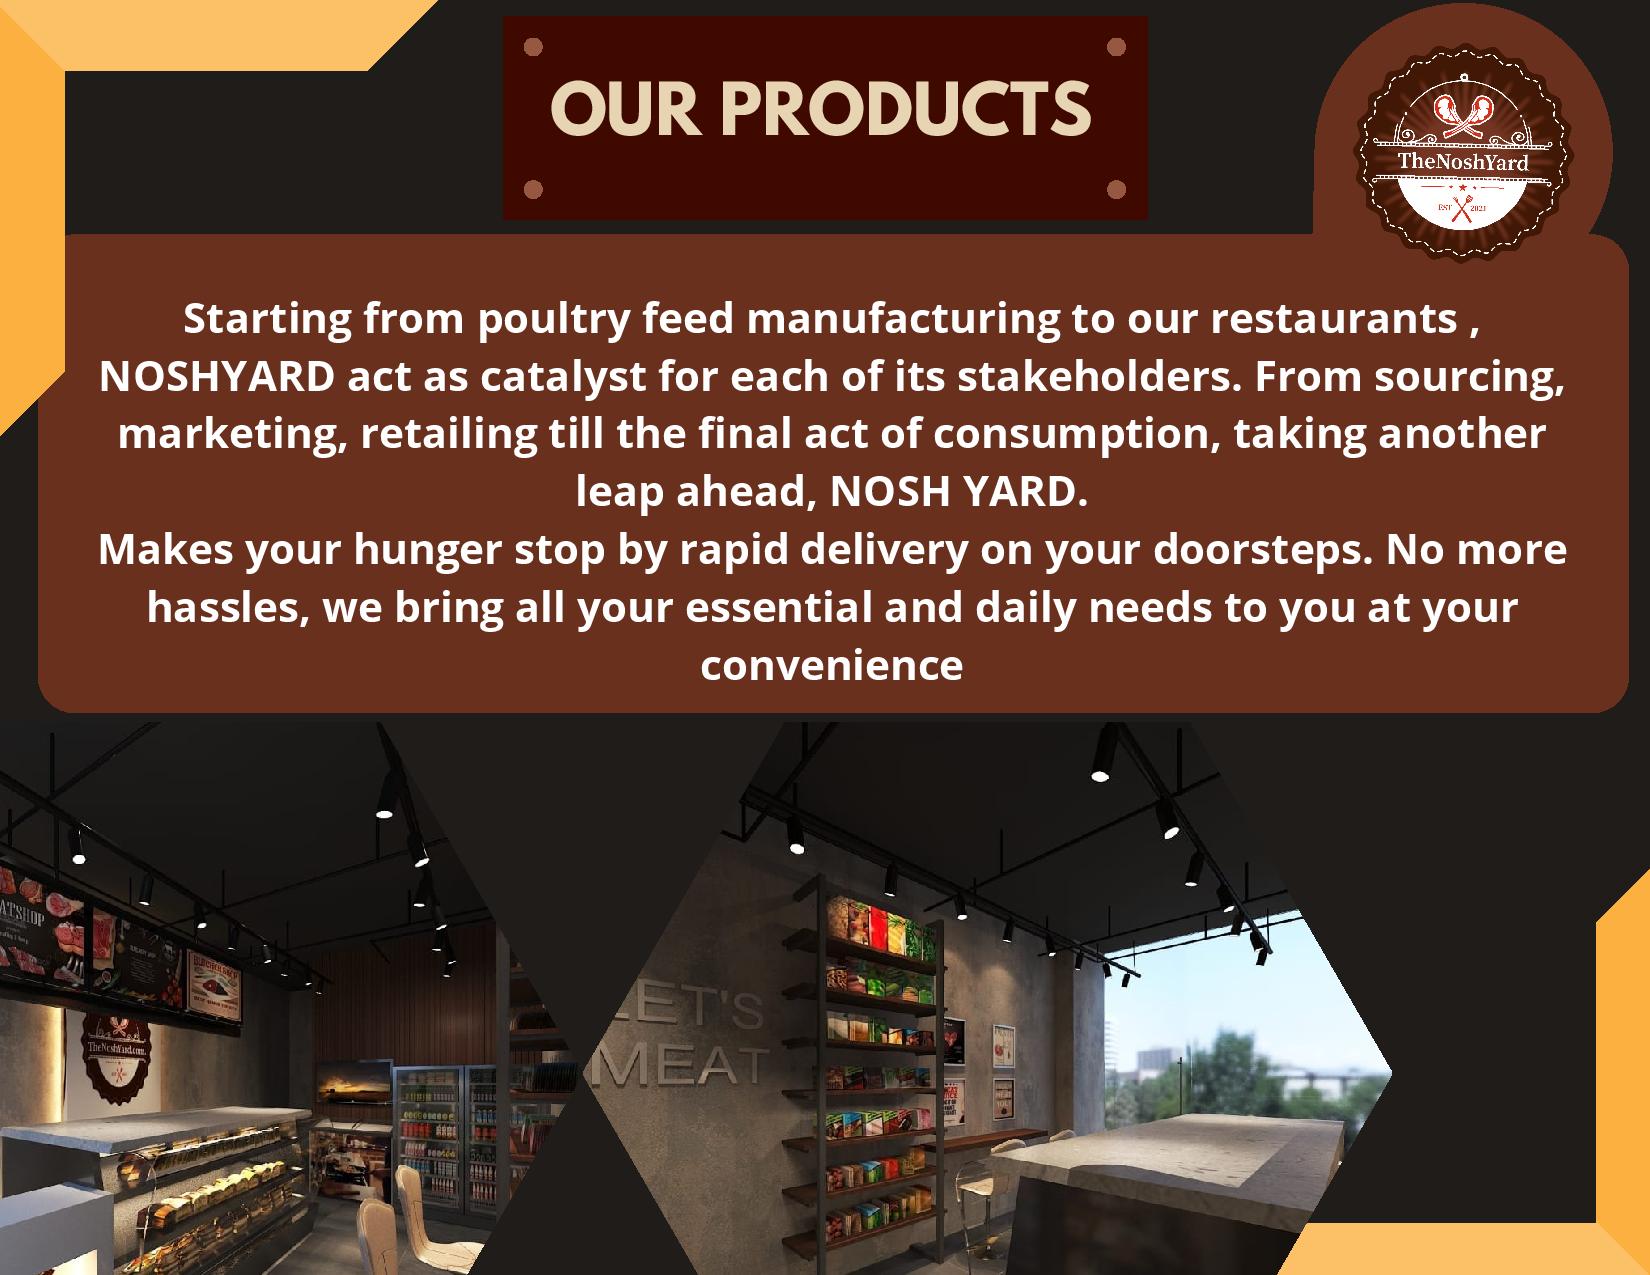 OUR PRODUCTS
TheNoshYard
EST 2021
Starting from poultry feed manufacturing to our restaurants ,
NOSHYARD act as catalyst for each of its stakeholders. From sourcing,
marketing, retailing till the final act of consumption, taking another
leap ahead, NOSH YARD.
Makes your hunger stop by rapid delivery on your doorsteps. No more
hassles, we bring all your essential and daily needs to you at your
convenience
ATSHOP
BUTCHER SHOP
TheNoshYard.com
LET'S
MEAT